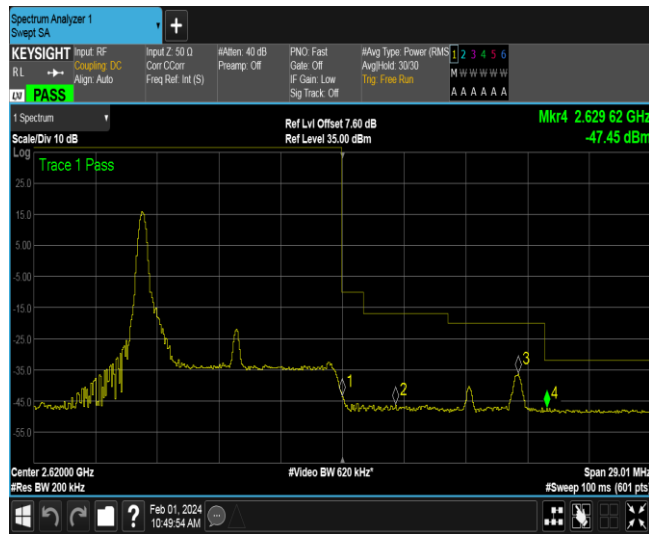 Spectrum Analyzer 1
Swept SA
+
KEYSIGHT
R L
LXI PASS
Input: RF
Coupling: DC
Align: Auto
Input Z: 50 Ω
Corr CCorr
Freq Ref: Int (S)
#Atten: 40 dB
Preamp: Off
PNO: Fast
Gate: Off
IF Gain: Low
Sig Track: Off
#Avg Type: Power (RMS
Avg|Hold: 30/30
Trig: Free Run
1 2 3 4 5 6
M W W W W W
A A A A A A
1 Spectrum
Scale/Div 10 dB
Ref Lvl Offset 7.60 dB
Ref Level 35.00 dBm
Mkr4 2.629 62 GHz
-47.45 dBm
Log
Trace 1 Pass
25.0
15.0
5.00
-5.00
-15.0
-25.0
-35.0
-45.0
-55.0
1
2
3
4
Center 2.62000 GHz
#Video BW 620 kHz*
Span 29.01 MHz
#Res BW 200 kHz
#Sweep 100 ms (601 pts)
?
Feb 01, 2024
10:49:54 AM